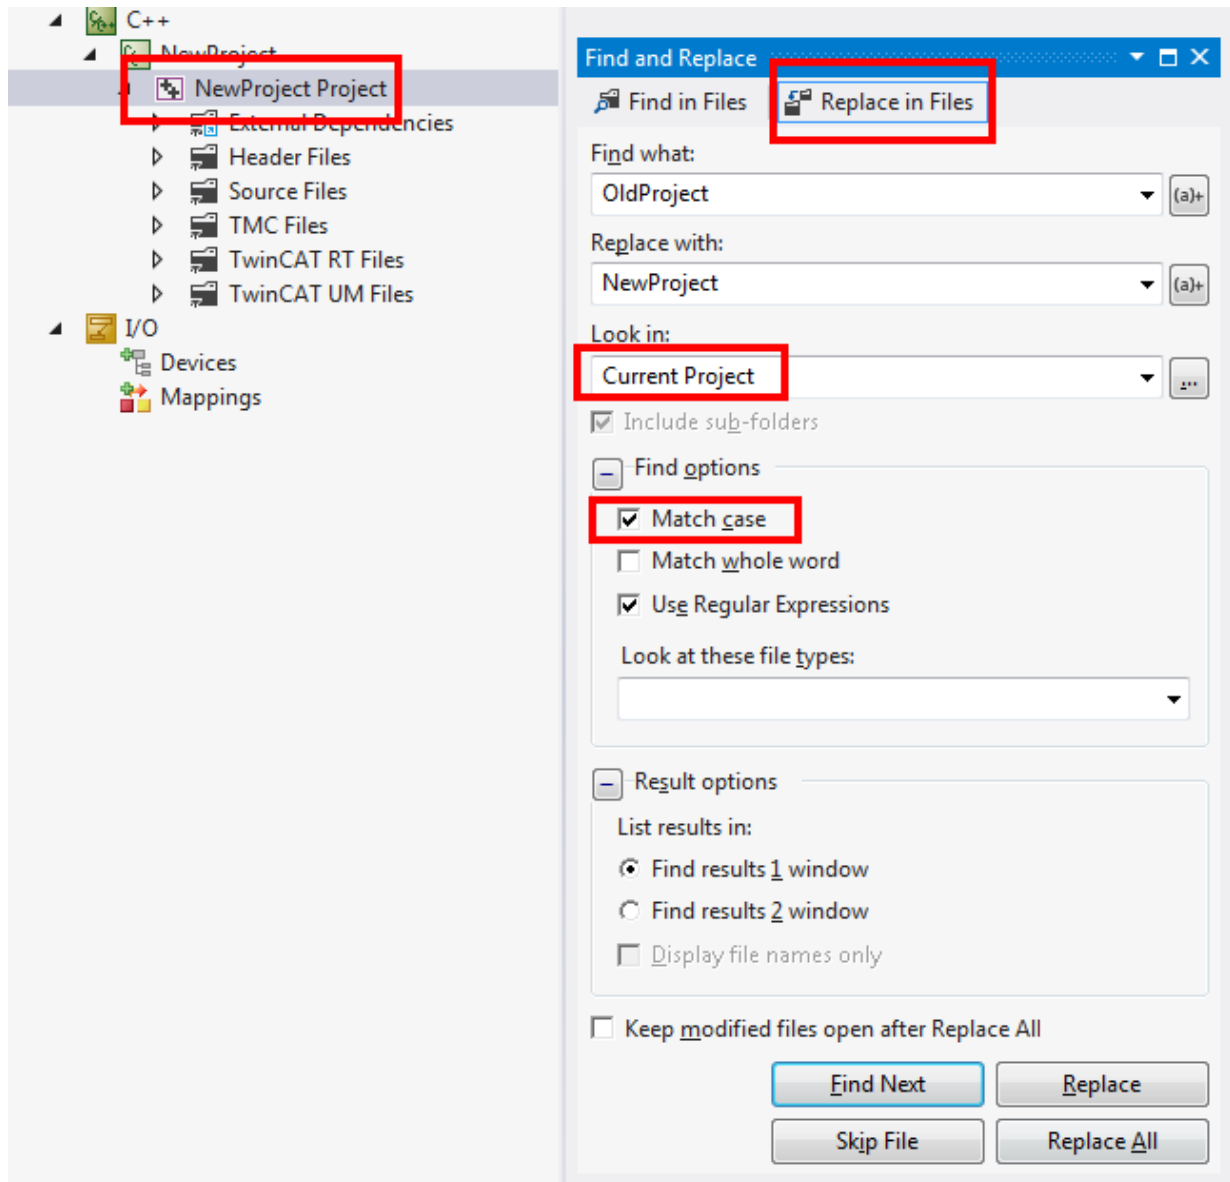 C++
NewProject
NewProject Project
External Dependencies
Header Files
Source Files
TMC Files
TwinCAT RT Files
TwinCAT UM Files
I/O
Devices
Mappings
Find and Replace
Find in Files
Replace in Files
Find what:
OldProject
(a)+
Replace with:
NewProject
(a)+
Look in:
Current Project
...
Include sub-folders
Find options
Match case
Match whole word
Use Regular Expressions
Look at these file types:
Result options
List results in:
Find results 1 window
Find results 2 window
Display file names only
Keep modified files open after Replace All
Find Next
Replace
Skip File
Replace All